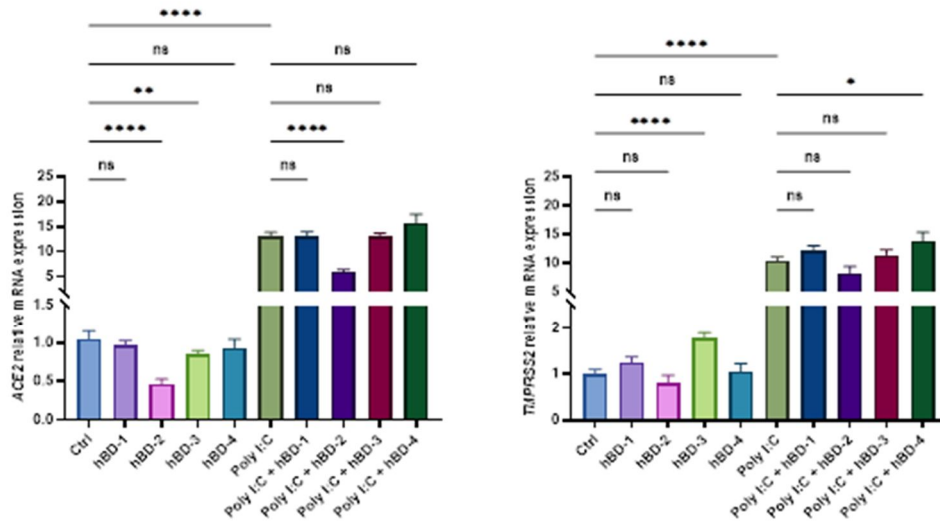 ****
ns
ns
**
ns
****
****
ns
ns
ACE2 relative mRNA expression
25
20
15
10
5
1.5
1.0
0.5
0.0
Ctrl
hBD-1
hBD-2
hBD-3
hBD-4
Poly I:C
Poly I:C + hBD-1
Poly I:C + hBD-2
Poly I:C + hBD-3
Poly I:C + hBD-4
****
ns
*
****
ns
ns
ns
ns
ns
TMPRSS2 relative mRNA expression
25
20
15
10
5
2
1
0
Ctrl
hBD-1
hBD-2
hBD-3
hBD-4
Poly I:C
Poly I:C + hBD-1
Poly I:C + hBD-2
Poly I:C + hBD-3
Poly I:C + hBD-4